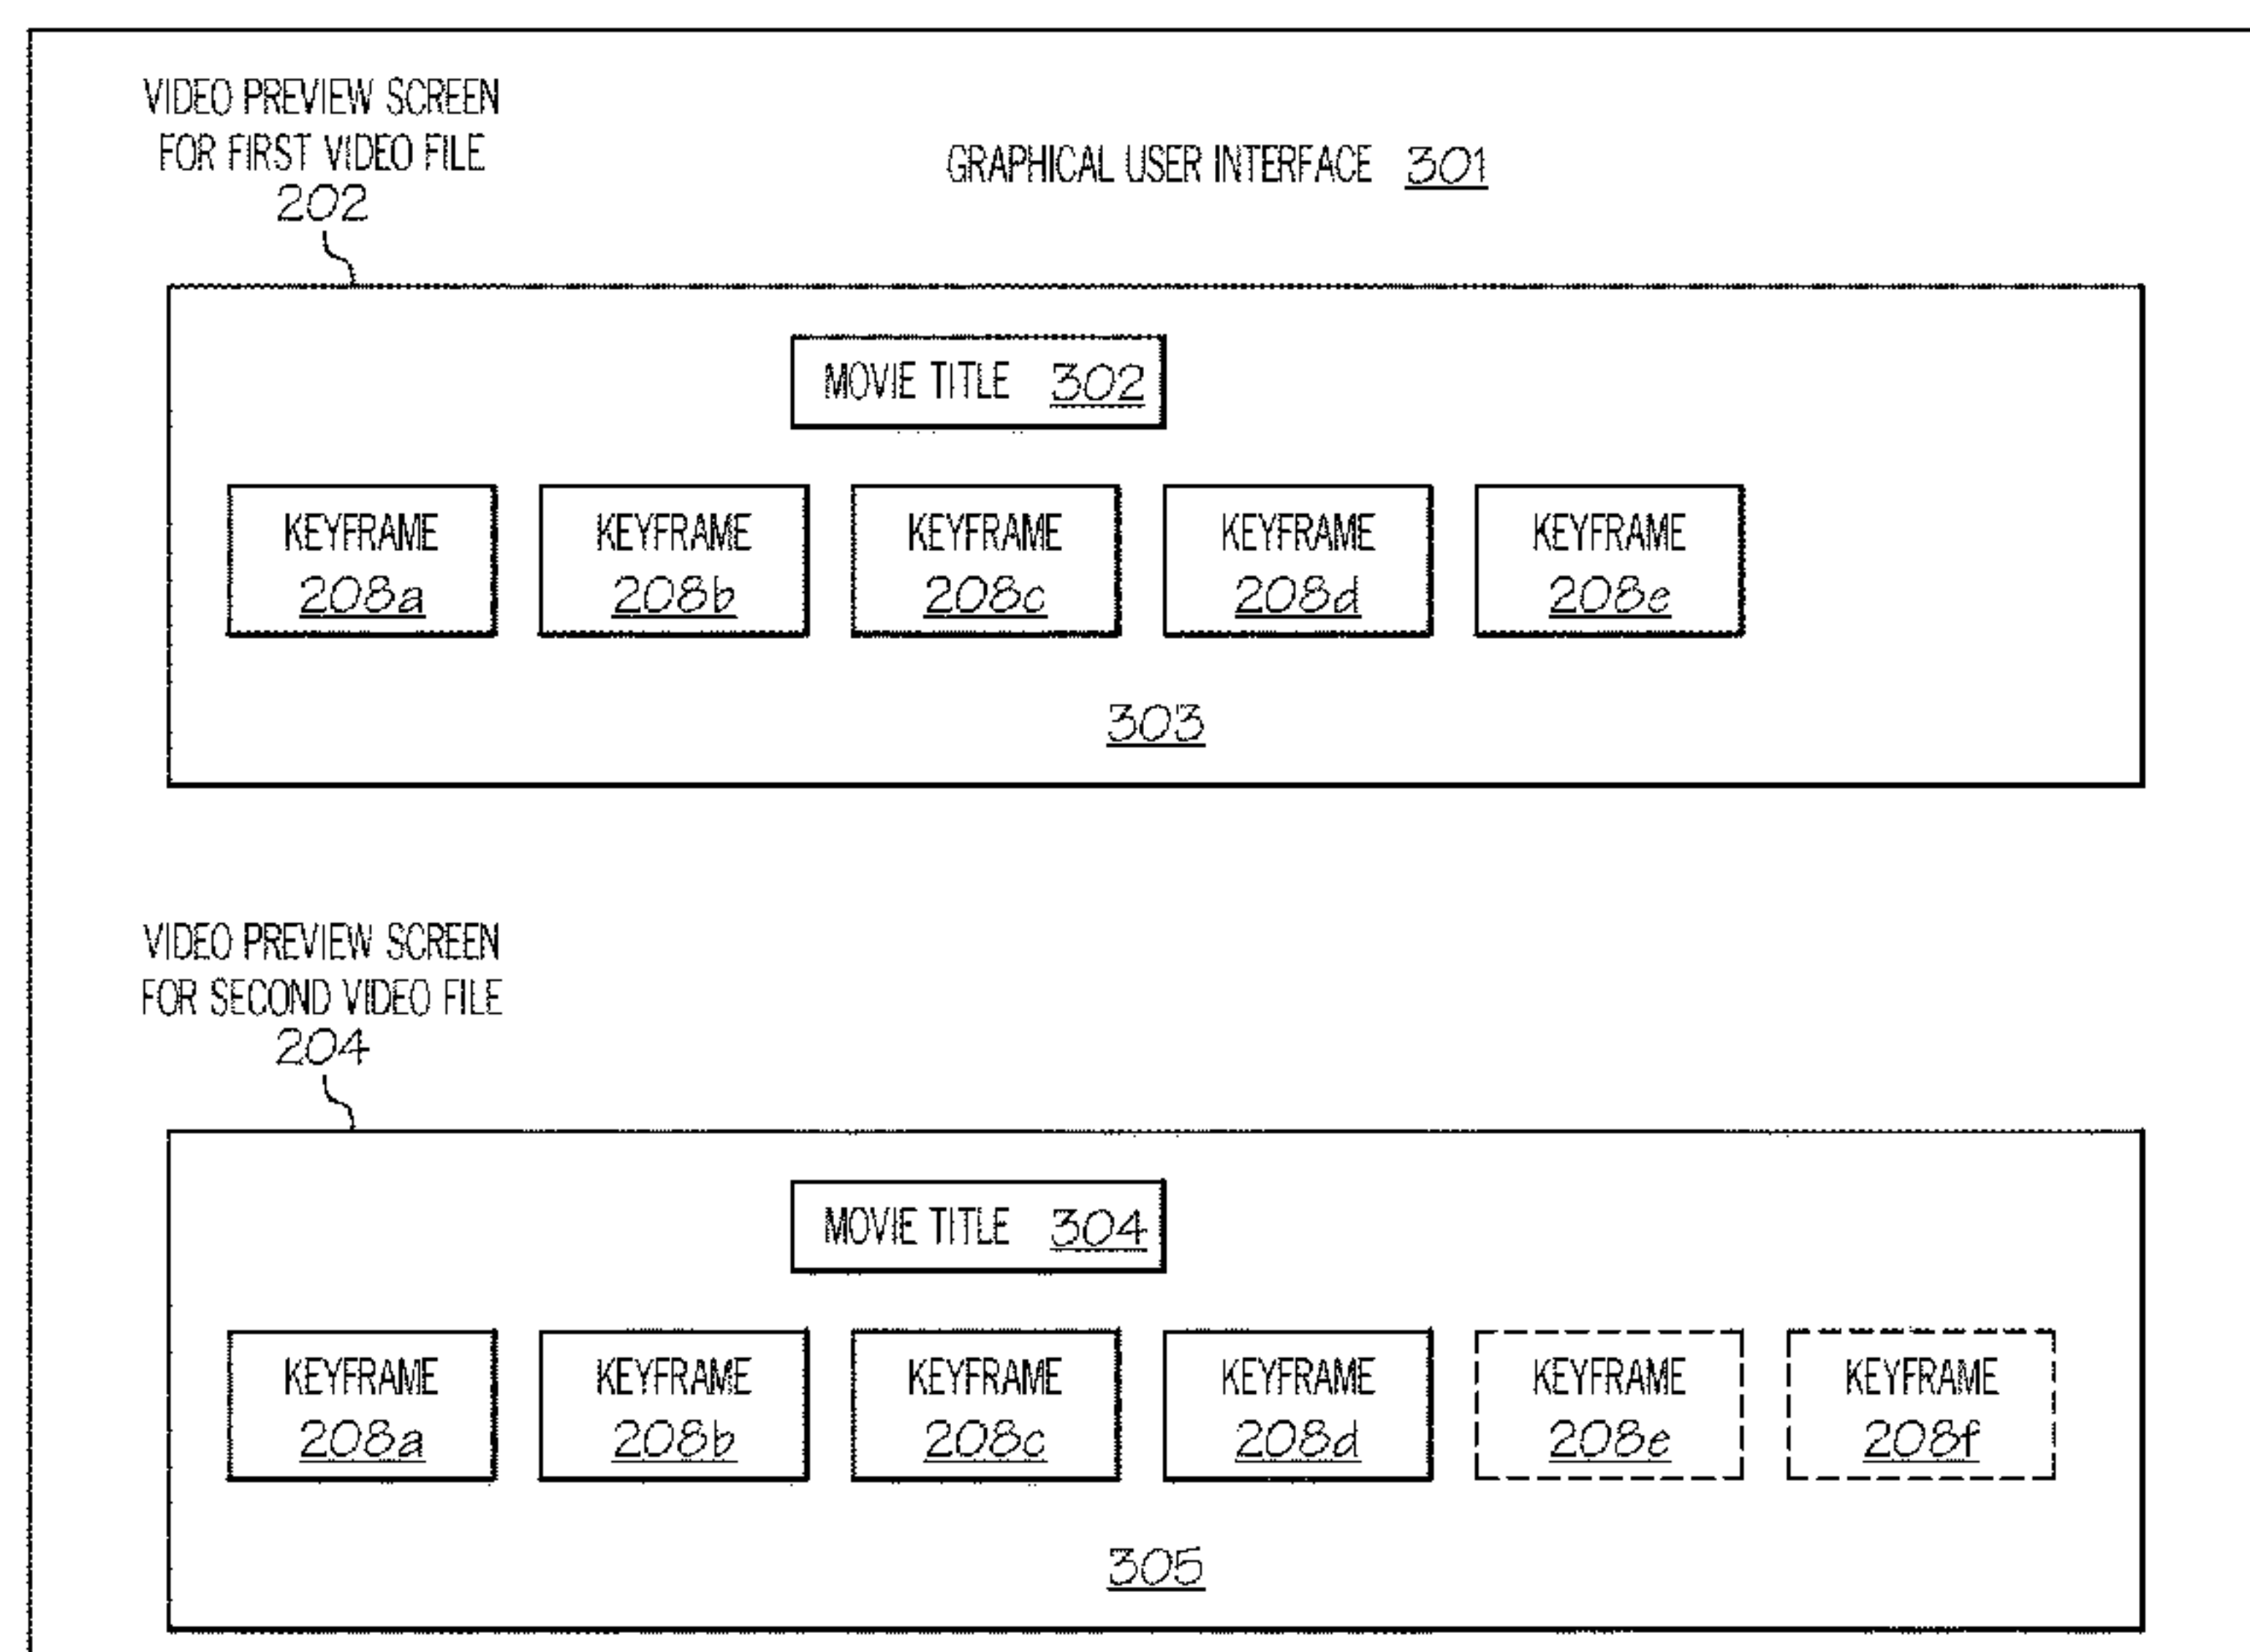 VIDEO PREVIEW SCREEN
FOR FIRST VIDEO FILE
202
GRAPHICAL USER INTERFACE 301
MOVIE TITLE 302
KEYFRAME KEYFRAME KEYFRAME KEYFRAME KEYFRAME
208a 208b 208c 208d 208e
303
VIDEO PREVIEW SCREEN
FOR SECOND VIDEO FILE
204
MOVIE TITLE 304
KEYFRAME KEYFRAME KEYFRAME KEYFRAME KEYFRAME KEYFRAME
208a 208b 208c 208d 208e 208f
305